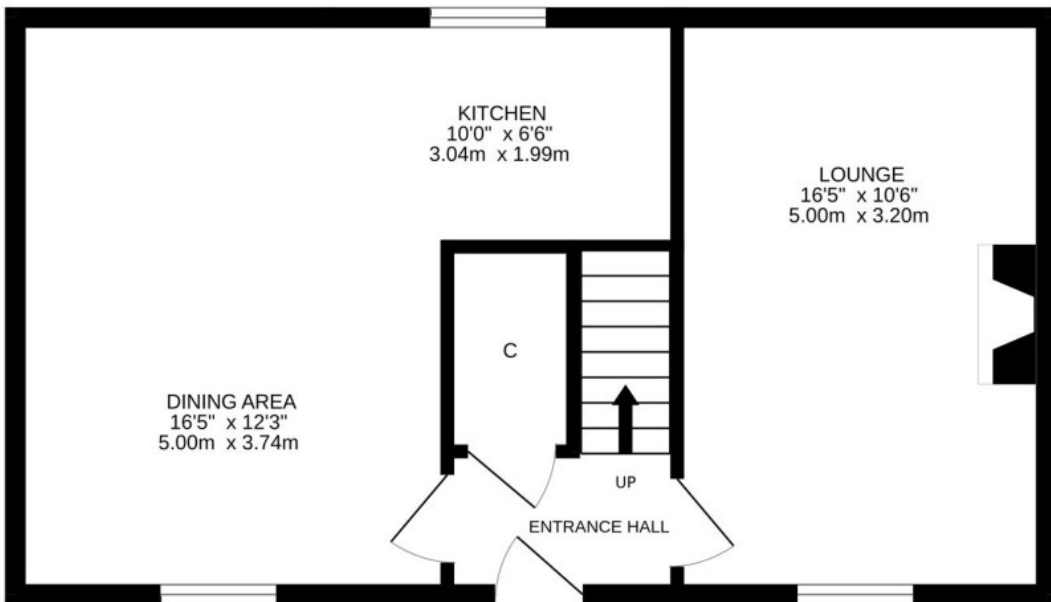 KITCHEN
10'0" x 6'6"
3.04m x 1.99m
LOUNGE
16'5" x 10'6"
5.00m x 3.20m
C
DINING AREA
16'5" x 12'3"
5.00m x 3.74m
UP
ENTRANCE HALL